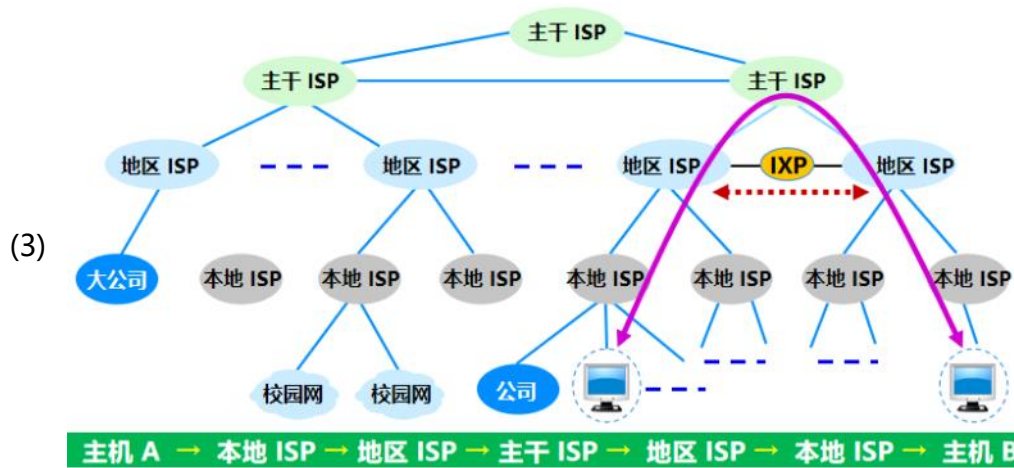 主干 ISP
主干 ISP
主干 ISP
地区 ISP
地区 ISP
地区 ISP
IXP
地区 ISP
(3)
大公司
本地 ISP
本地 ISP
本地 ISP
本地 ISP
本地 ISP
本地 ISP
本地 ISP
校园网
校园网
公司
主机 A → 本地 ISP → 地区 ISP → 主干 ISP → 地区 ISP → 本地 ISP → 主机 B